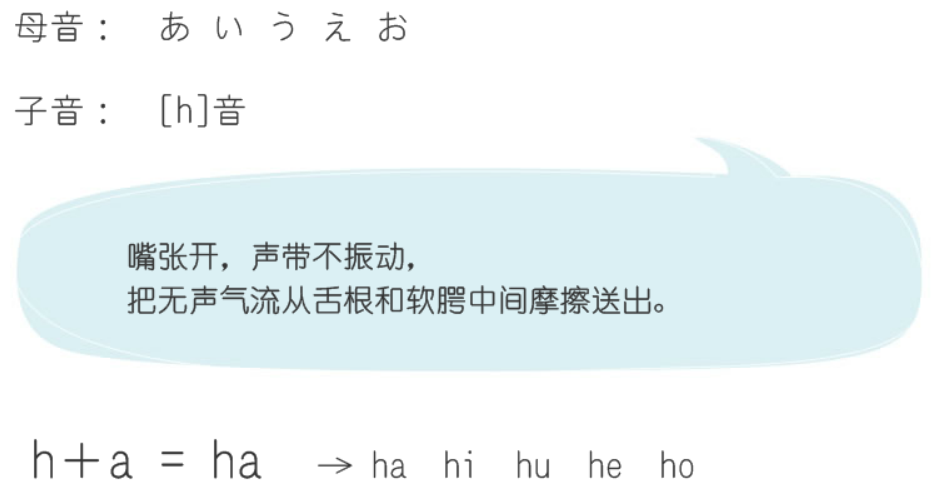 母音： あ い う え お
子音： [h]音
嘴张开，声带不振动，
把无声气流从舌根和软腭中间摩擦送出。
h+a = ha → ha hi hu he ho